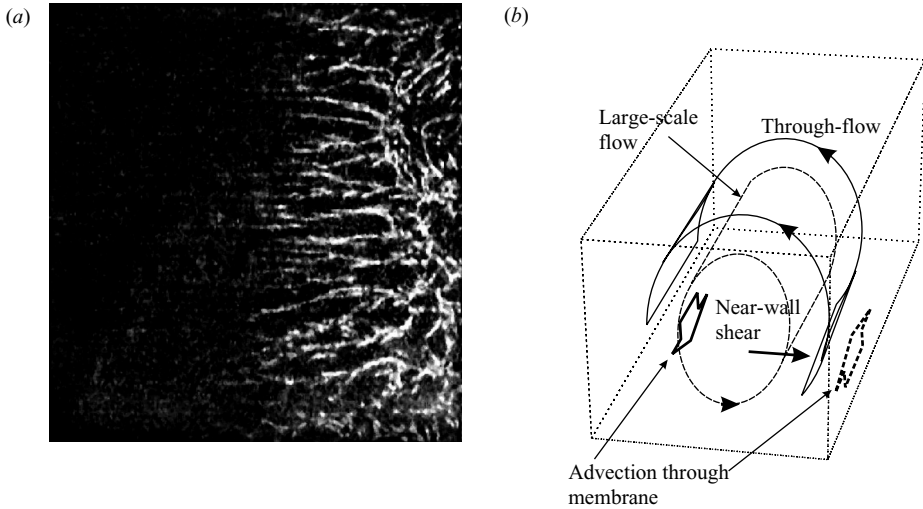 (a)
(b)
Large-scale
flow
Through-flow
Near-wall
shear
Advection through
membrane